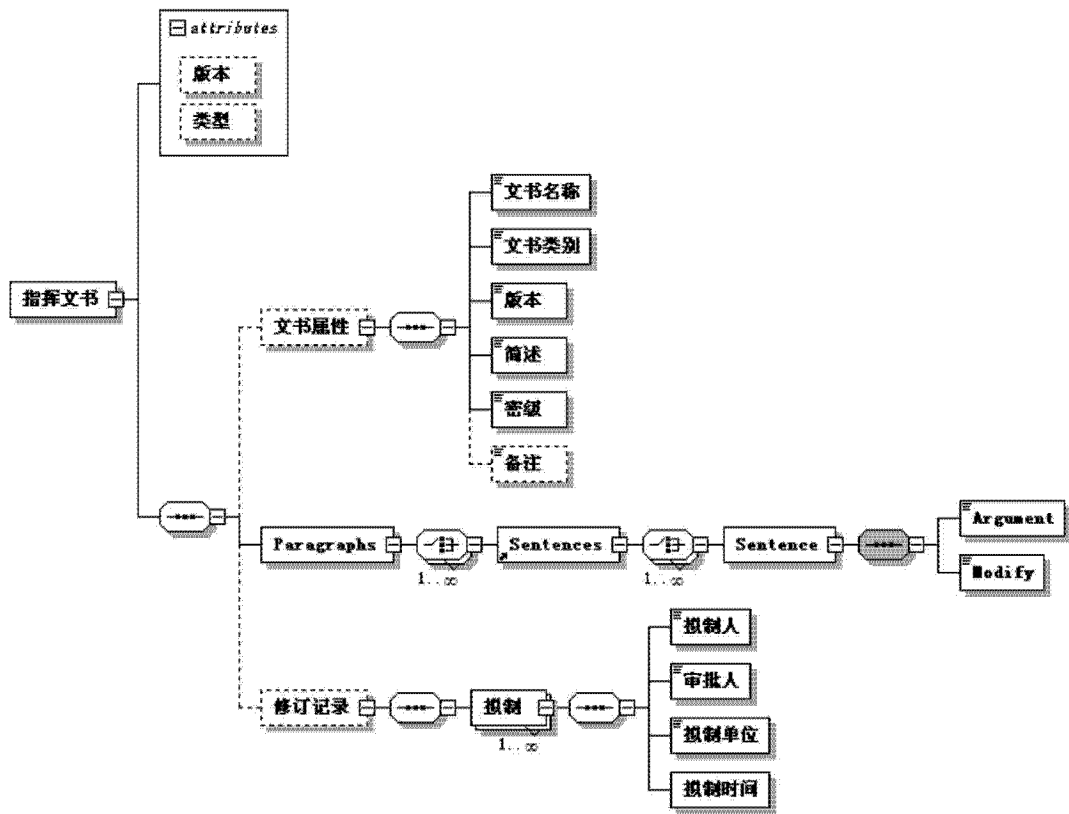 attributes
版本
类型
文书名称
文书类别
版本
指挥文书
文书属性
简述
密级
备注
Paragraphs
1..∞
Sentences
1..∞
Sentence
Argument
Modify
拟制人
审批人
修订记录
拟制
1..∞
拟制单位
拟制时间